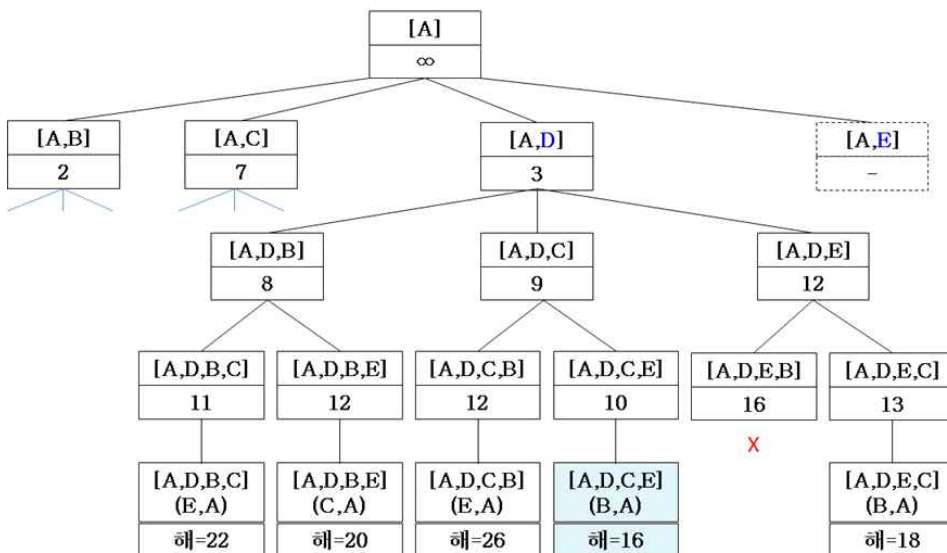 [A]
∞
[A,B]
2
[A,C]
7
[A,D]
3
[A,E]
-
[A,D,B]
8
[A,D,C]
9
[A,D,E]
12
[A,D,B,C]
11
[A,D,B,E]
12
[A,D,C,B]
12
[A,D,C,E]
10
[A,D,E,B]
16
X
[A,D,E,C]
13
[A,D,B,C]
(E,A)
해=22
[A,D,B,E]
(C,A)
해=20
[A,D,C,B]
(E,A)
해=26
[A,D,C,E]
(B,A)
해=16
[A,D,E,C]
(B,A)
해=18